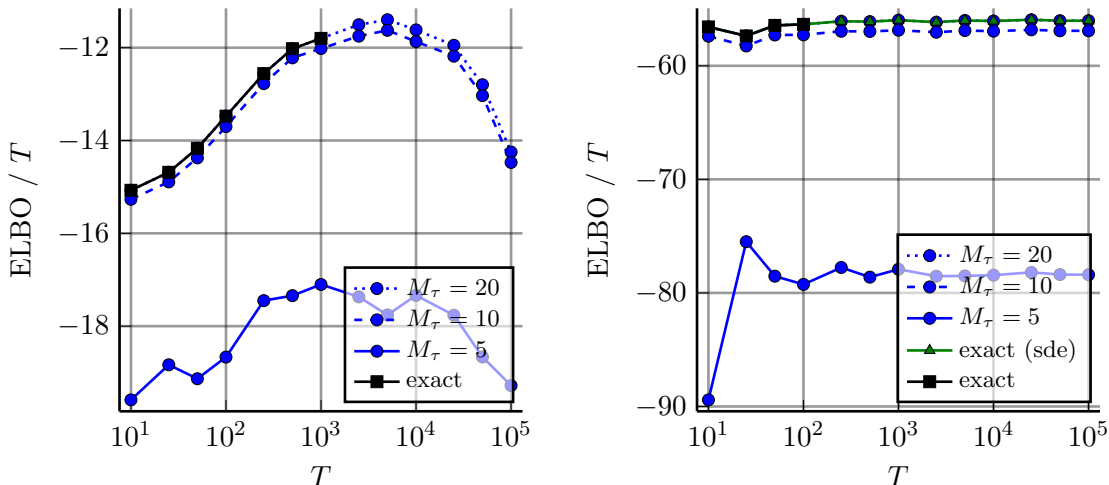 ELBO / T
−12
−14
−16
−18
M_τ = 20
M_τ = 10
M_τ = 5
exact
10^1
10^2
10^3
10^4
10^5
T
ELBO / T
−60
−70
−80
−90
M_τ = 20
M_τ = 10
M_τ = 5
exact (sde)
exact
10^1
10^2
10^3
10^4
10^5
T